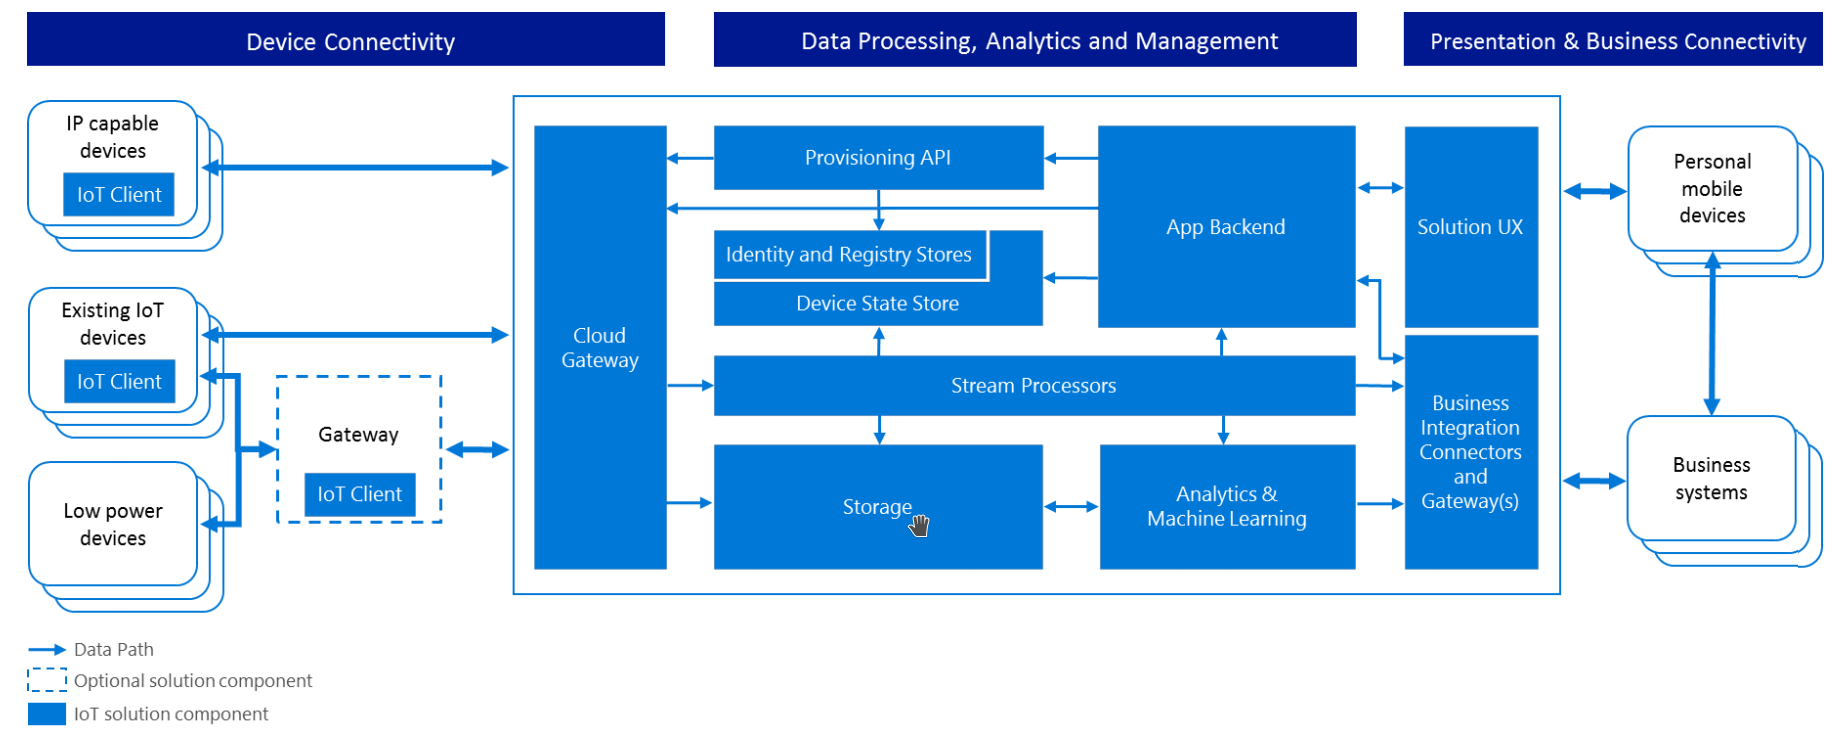 Device Connectivity
Data Processing, Analytics and Management
Presentation & Business Connectivity
IP capable
devices
IoT Client
Existing IoT
devices
IoT Client
Low power
devices
Gateway
IoT Client
Cloud
Gateway
Provisioning API
Identity and Registry Stores
Device State Store
App Backend
Stream Processors
Storage
Analytics &
Machine Learning
Solution UX
Business
Integration
Connectors
and
Gateway(s)
Personal
mobile
devices
Business
systems
Data Path
Optional solution component
IoT solution component